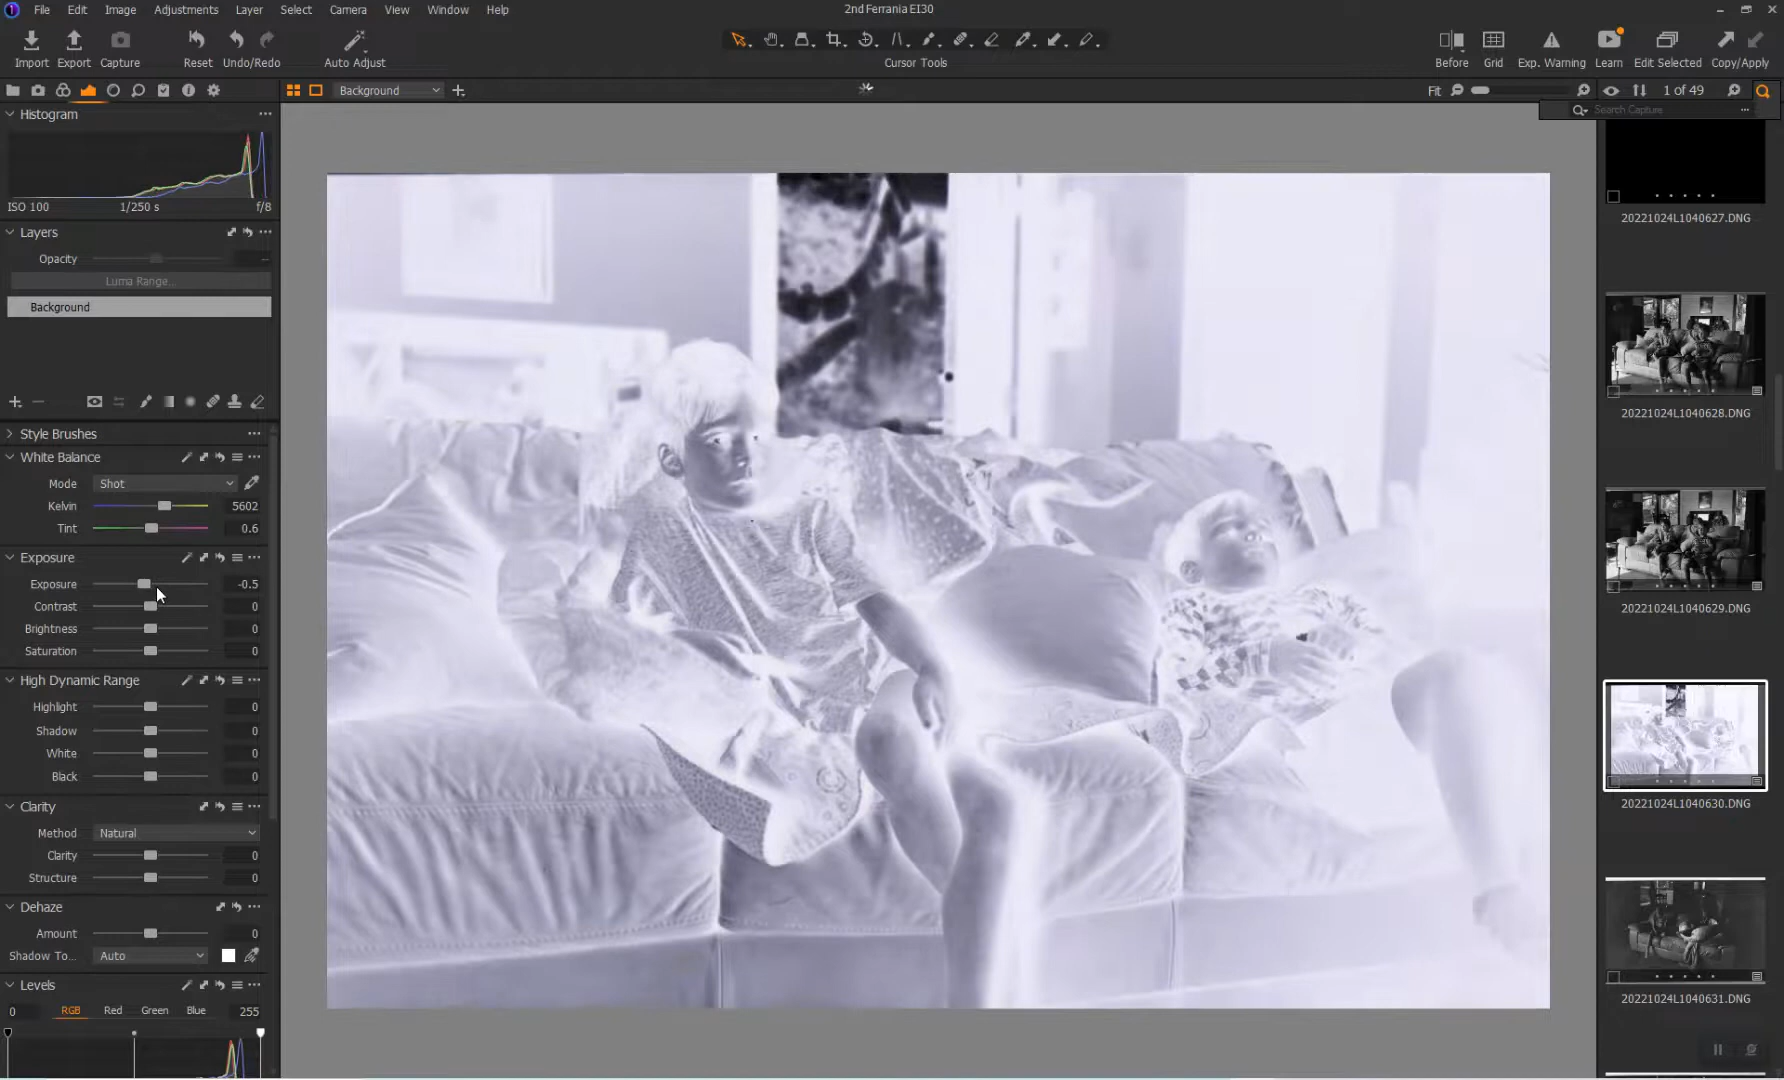 File Edit Image Adjustments Layer Select Camera View Window Help
2nd Ferrania EI30
Import Export Capture Reset Undo/Redo Auto Adjust
Cursor Tools
Before Grid Exp. Warning Learn Edit Selected Copy/Apply
Background
Fit
1 of 49
Search Capture
Histogram
ISO 100 1/250 s f/8
Layers
Opacity
Luma Range...
Background
Style Brushes
White Balance
Mode Shot
Kelvin 5602
Tint 0.6
Exposure
Exposure -0.5
Contrast 0
Brightness 0
Saturation 0
High Dynamic Range
Highlight 0
Shadow 0
White 0
Black 0
Clarity
Method Natural
Clarity 0
Structure 0
Dehaze
Amount 0
Shadow To... Auto
Levels
0 RGB Red Green Blue 255
20221024L1040627.DNG
20221024L1040628.DNG
20221024L1040629.DNG
20221024L1040630.DNG
20221024L1040631.DNG